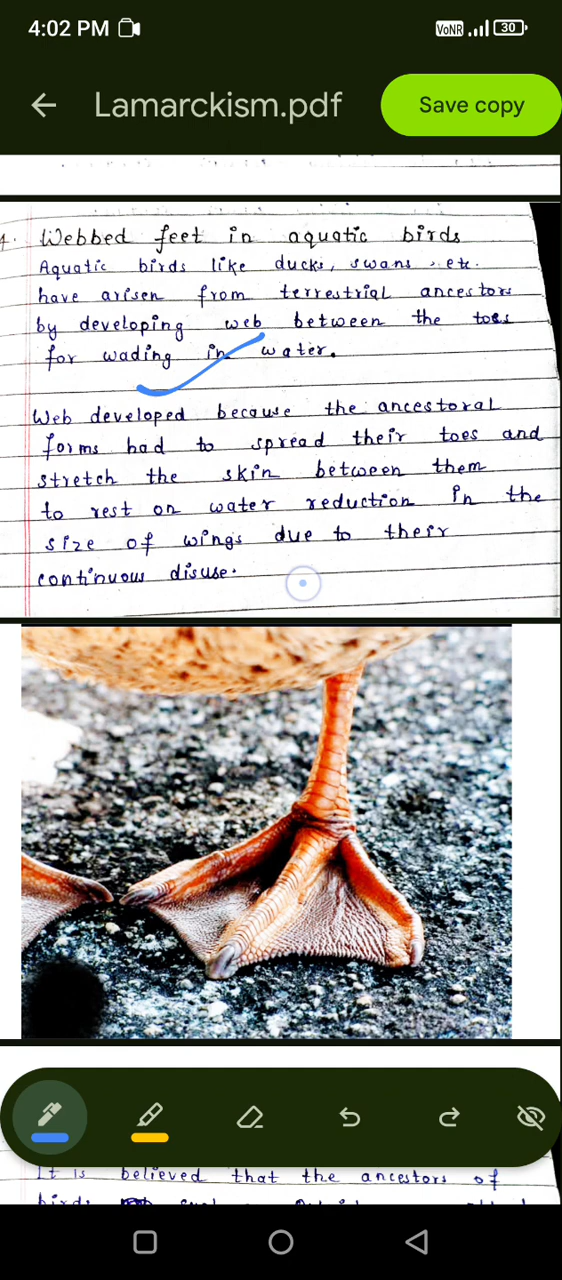 4:02 PM
VoNR
30
Lamarckism.pdf
Save copy
4. Webbed feet in aquatic birds
Aquatic birds like ducks, swans, etc.
have arisen from terrestrial ancestors
by developing web between the toes
for wading in water.
Web developed because the ancestoral
forms had to spread their toes and
stretch the skin between them
to rest on water reduction in the
size of wings due to their
continuous disuse.
It is believed that the ancestors of